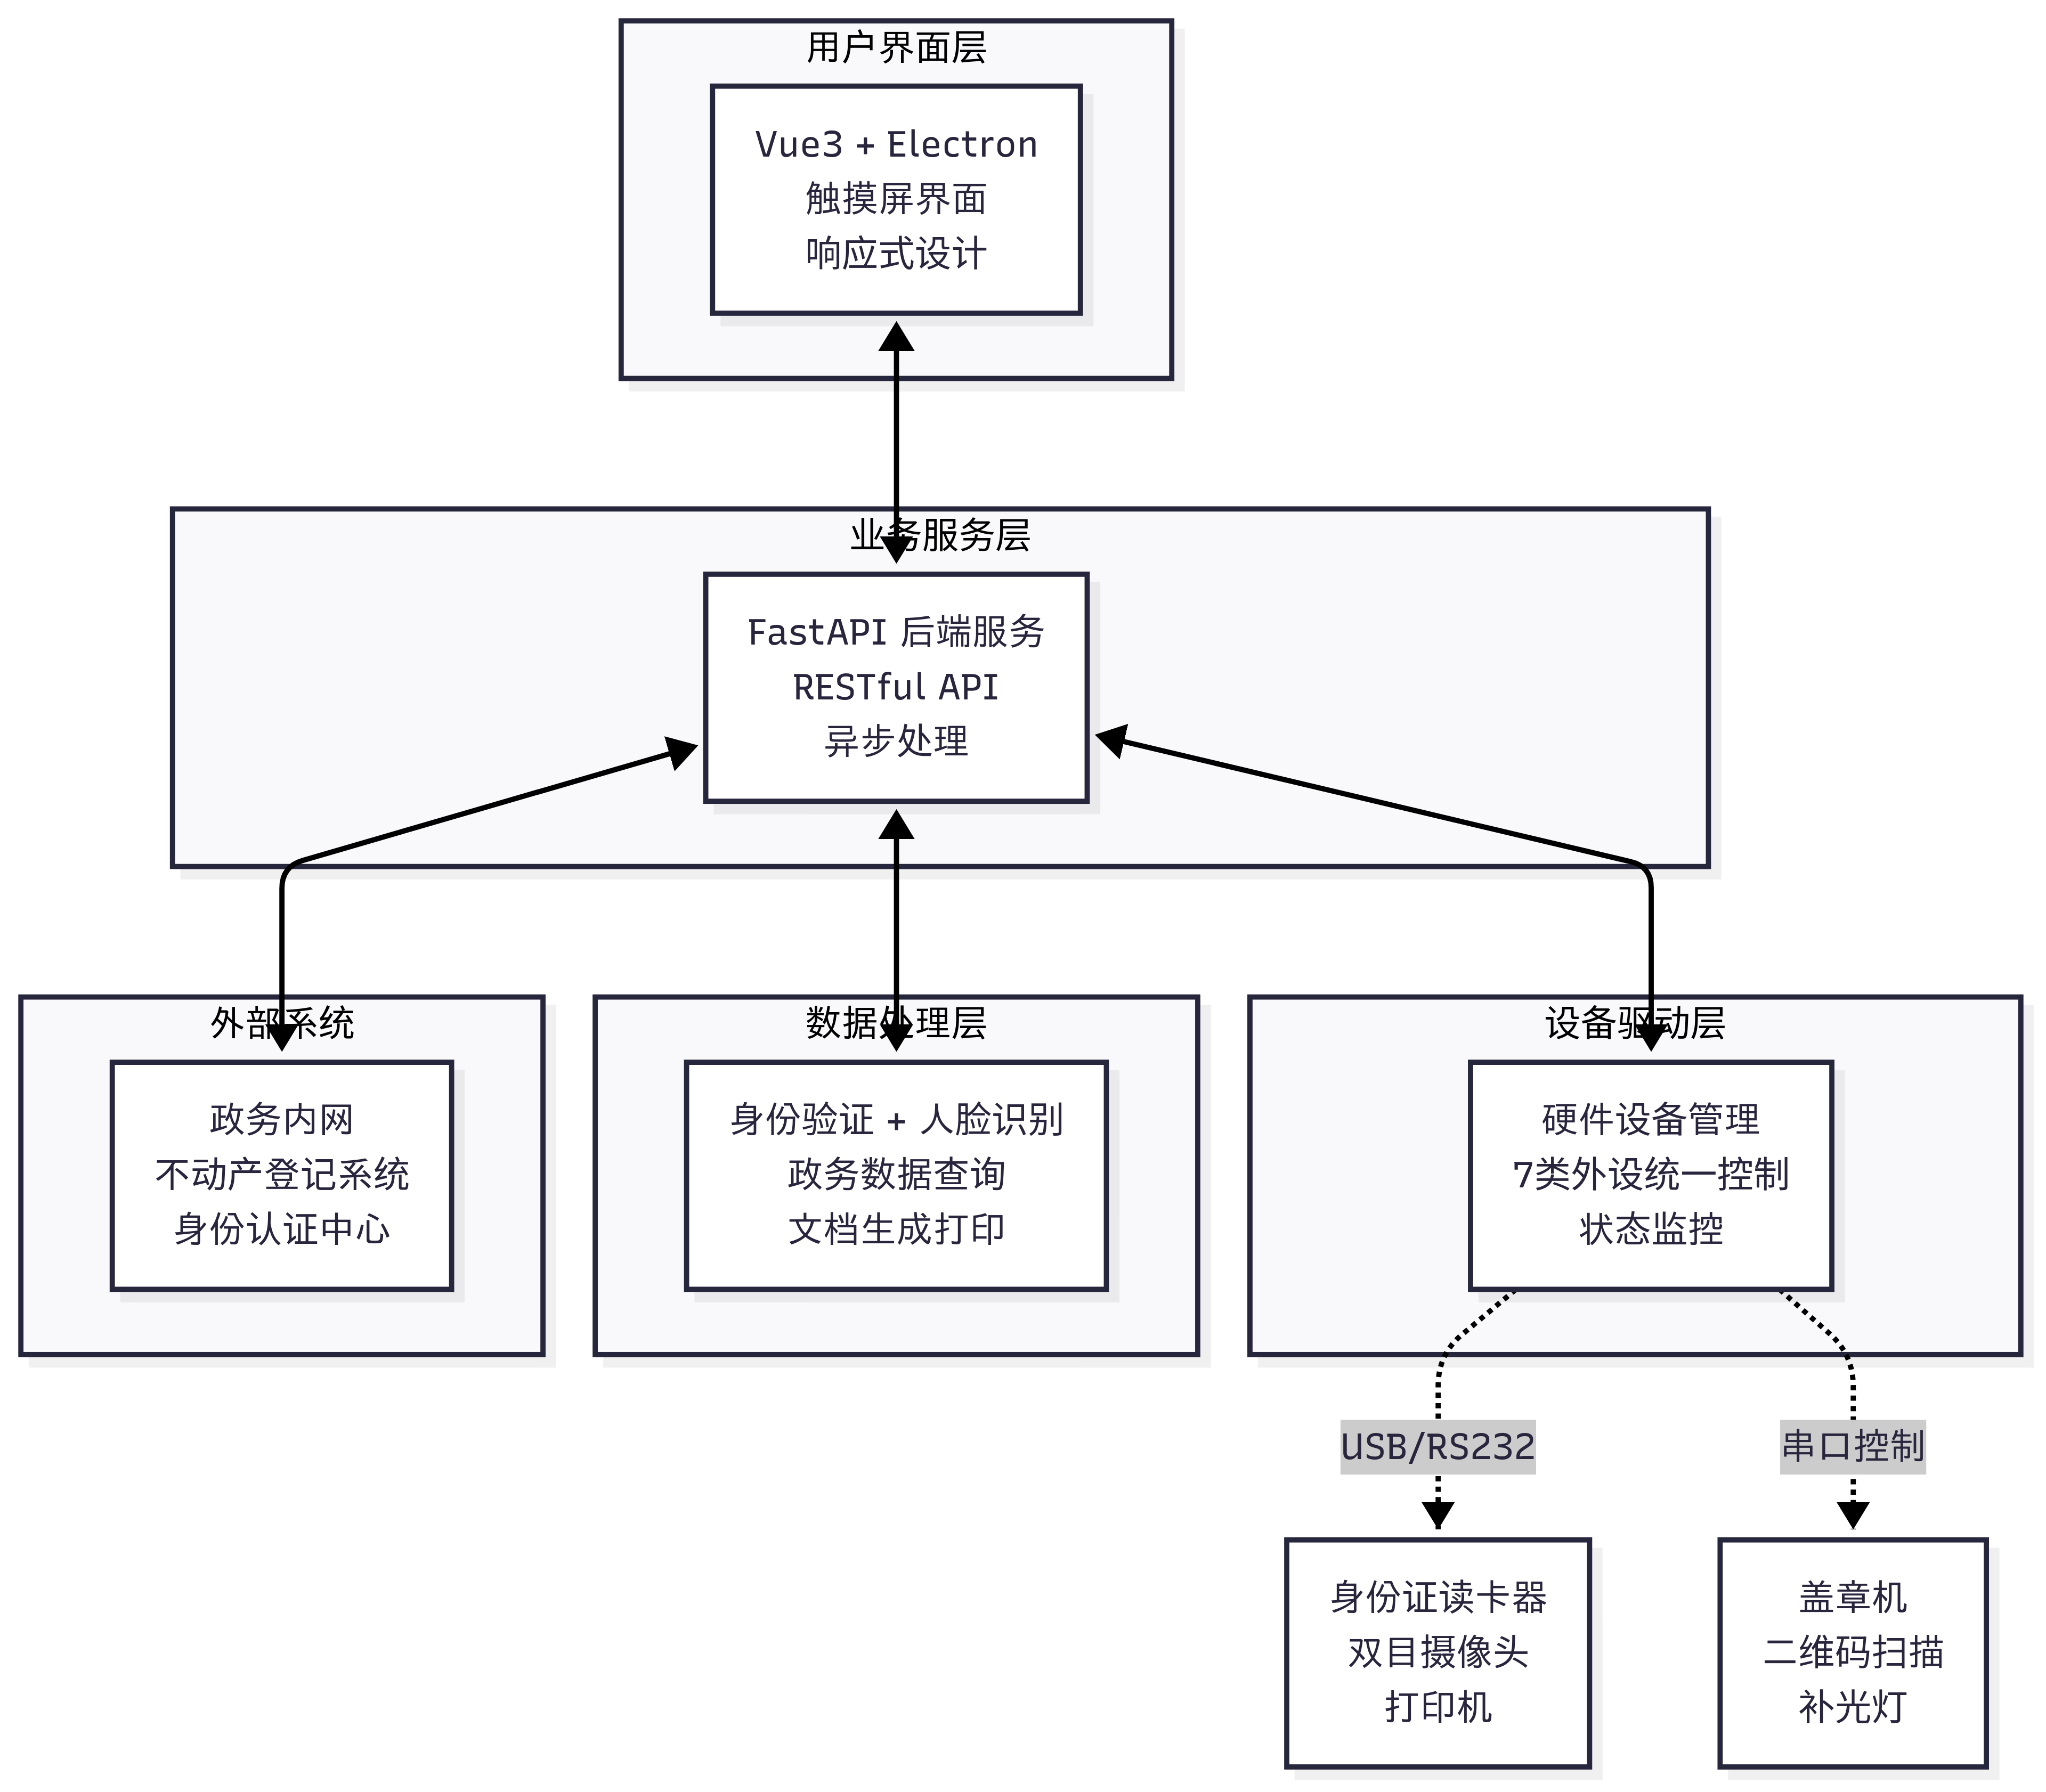 用户界面层
Vue3 + Electron
触摸屏界面
响应式设计
业务服务层
FastAPI 后端服务
RESTful API
异步处理
外部系统
政务内网
不动产登记系统
身份认证中心
数据处理层
身份验证 + 人脸识别
政务数据查询
文档生成打印
设备驱动层
硬件设备管理
7类外设统一控制
状态监控
USB/RS232
串口控制
身份证读卡器
双目摄像头
打印机
盖章机
二维码扫描
补光灯